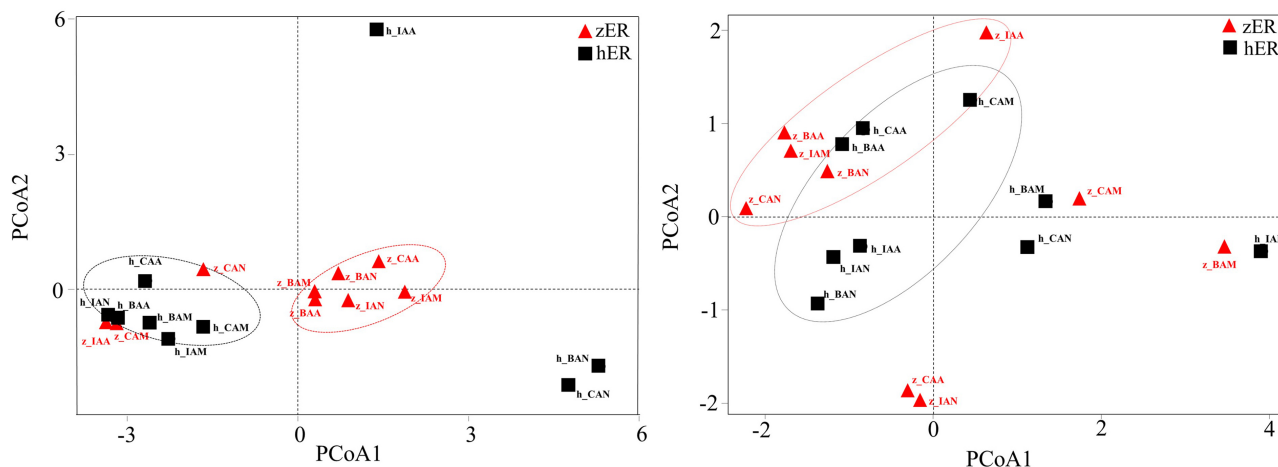 6
h_IAA
zER
hER
3
PCoA2
h_CAA
z_CAN
z_CAA
z_BAM
z_BAN
0
h_IAN
h_BAA
z_IAM
z_BAA
z_IAN
h_BAM
h_CAM
z_CAM
z_IAA
h_IAM
h_BAN
h_CAN
-3
0
3
6
PCoA1
2
z_IAA
zER
hER
h_CAM
1
z_BAA
h_CAA
h_BAA
z_IAM
z_BAN
PCoA2
z_CAN
h_BAM
z_CAM
0
h_IAA
h_CAN
z_BAM
h_IAN
h_BAN
-1
z_CAA
z_IAN
-2
-2
0
2
4
PCoA1